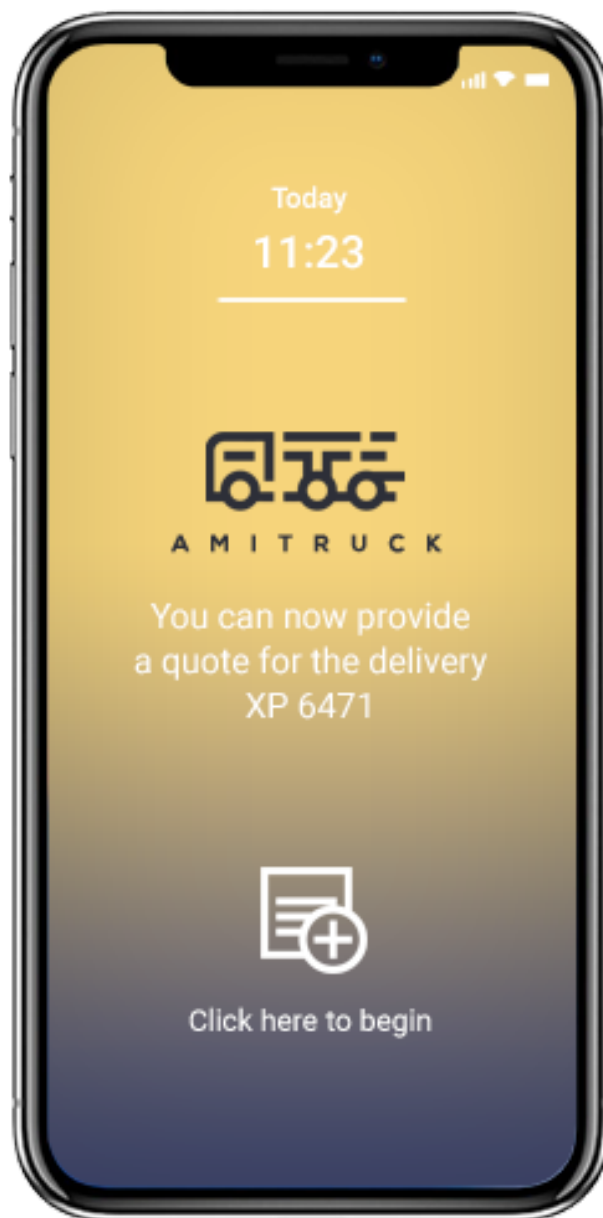 Today
11:23
AMITRUCK
You can now provide
a quote for the delivery
XP 6471
Click here to begin